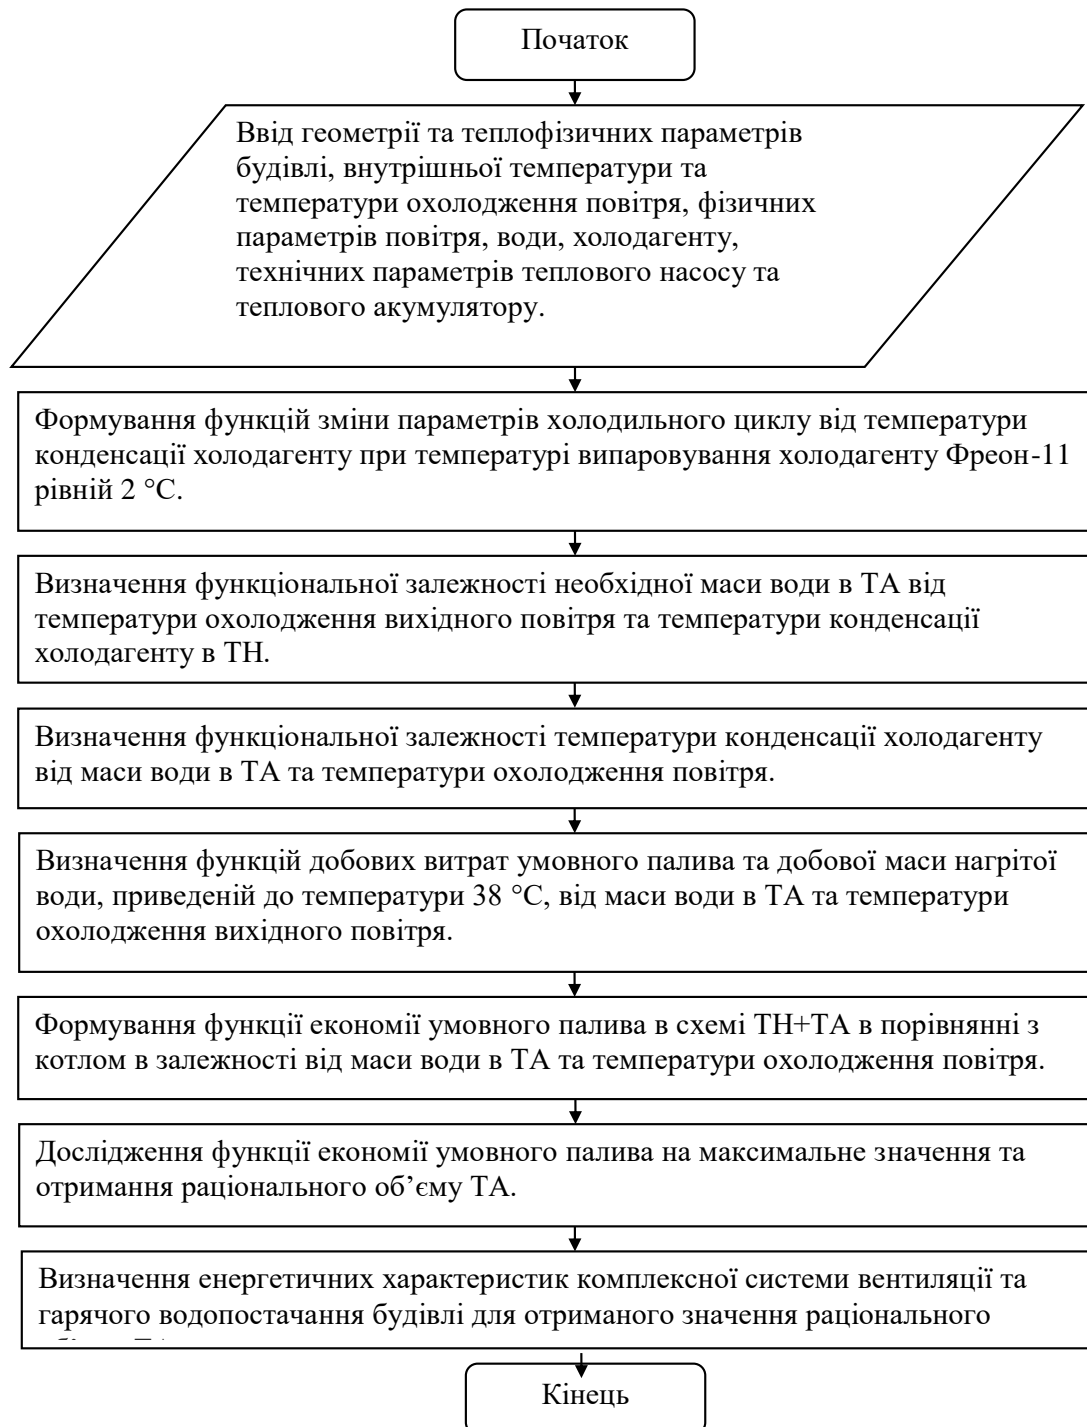 Початок
Ввід геометрії та теплофізичних параметрів
будівлі, внутрішньої температури та
температури охолодження повітря, фізичних
параметрів повітря, води, холодагенту,
технічних параметрів теплового насосу та
теплового акумулятору.
Формування функцій зміни параметрів холодильного циклу від температури
конденсації холодагенту при температурі випаровування холодагенту Фреон-11
рівній 2 °С.
Визначення функціональної залежності необхідної маси води в ТА від
температури охолодження вихідного повітря та температури конденсації
холодагенту в ТН.
Визначення функціональної залежності температури конденсації холодагенту
від маси води в ТА та температури охолодження повітря.
Визначення функцій добових витрат умовного палива та добової маси нагрітої
води, приведеній до температури 38 °С, від маси води в ТА та температури
охолодження вихідного повітря.
Формування функції економії умовного палива в схемі ТН+ТА в порівнянні з
котлом в залежності від маси води в ТА та температури охолодження повітря.
Дослідження функції економії умовного палива на максимальне значення та
отримання раціонального об’єму ТА.
Визначення енергетичних характеристик комплексної системи вентиляції та
гарячого водопостачання будівлі для отриманого значення раціонального
Кінець